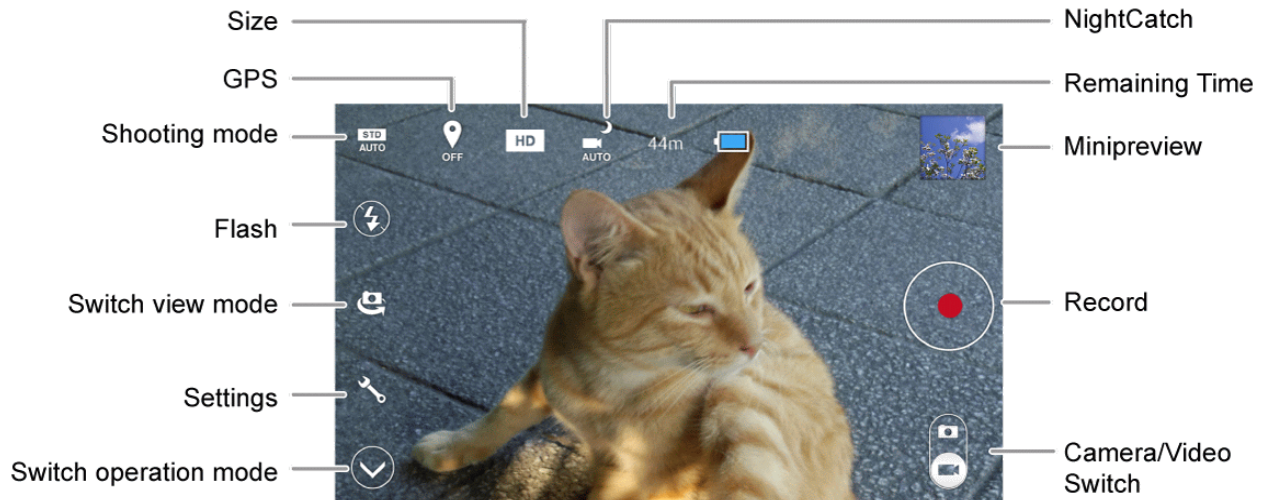 Size
NightCatch
GPS
Remaining Time
Shooting mode
STD
AUTO
OFF
HD
AUTO
44m
Minipreview
Flash
Switch view mode
Record
Settings
Switch operation mode
Camera/Video
Switch